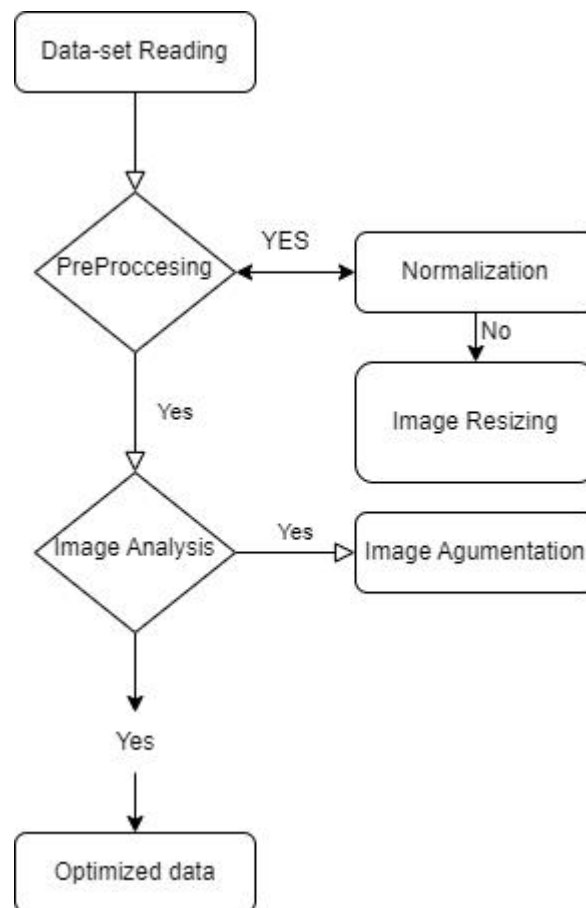 Data-set Reading
PreProccesing
YES
Normalization
No
Image Resizing
Yes
Image Analysis
Yes
Image Agumentation
Yes
Optimized data